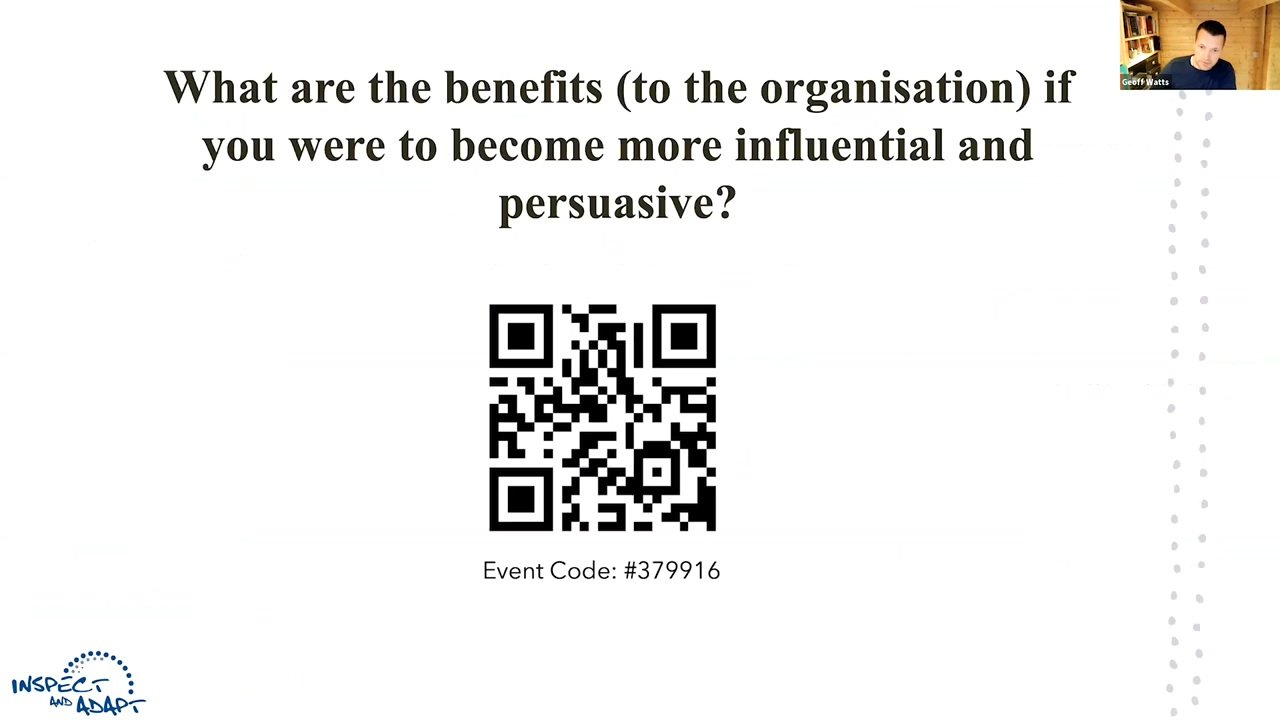 What are the benefits (to the organisation) if
you were to become more influential and
persuasive?
Geoff Watts
Event Code: #379916
INSPECT
AND ADAPT